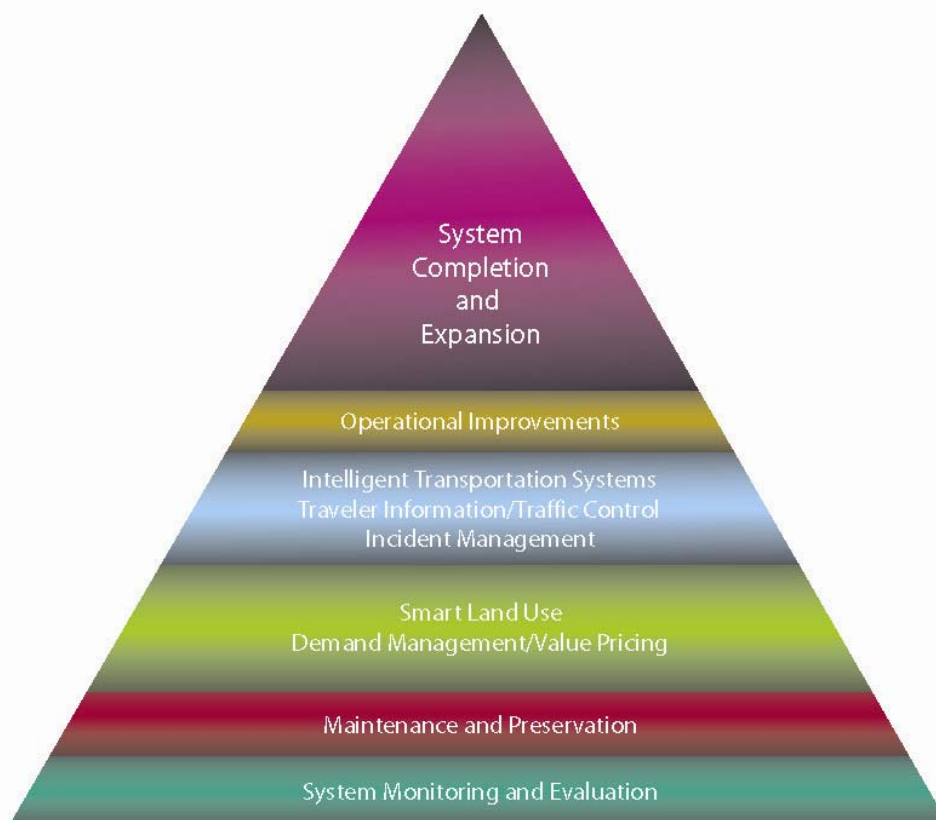 System
Completion
and
Expansion
Operational Improvements
Intelligent Transportation Systems
Traveler Information/Traffic Control
Incident Management
Smart Land Use
Demand Management/Value Pricing
Maintenance and Preservation
System Monitoring and Evaluation